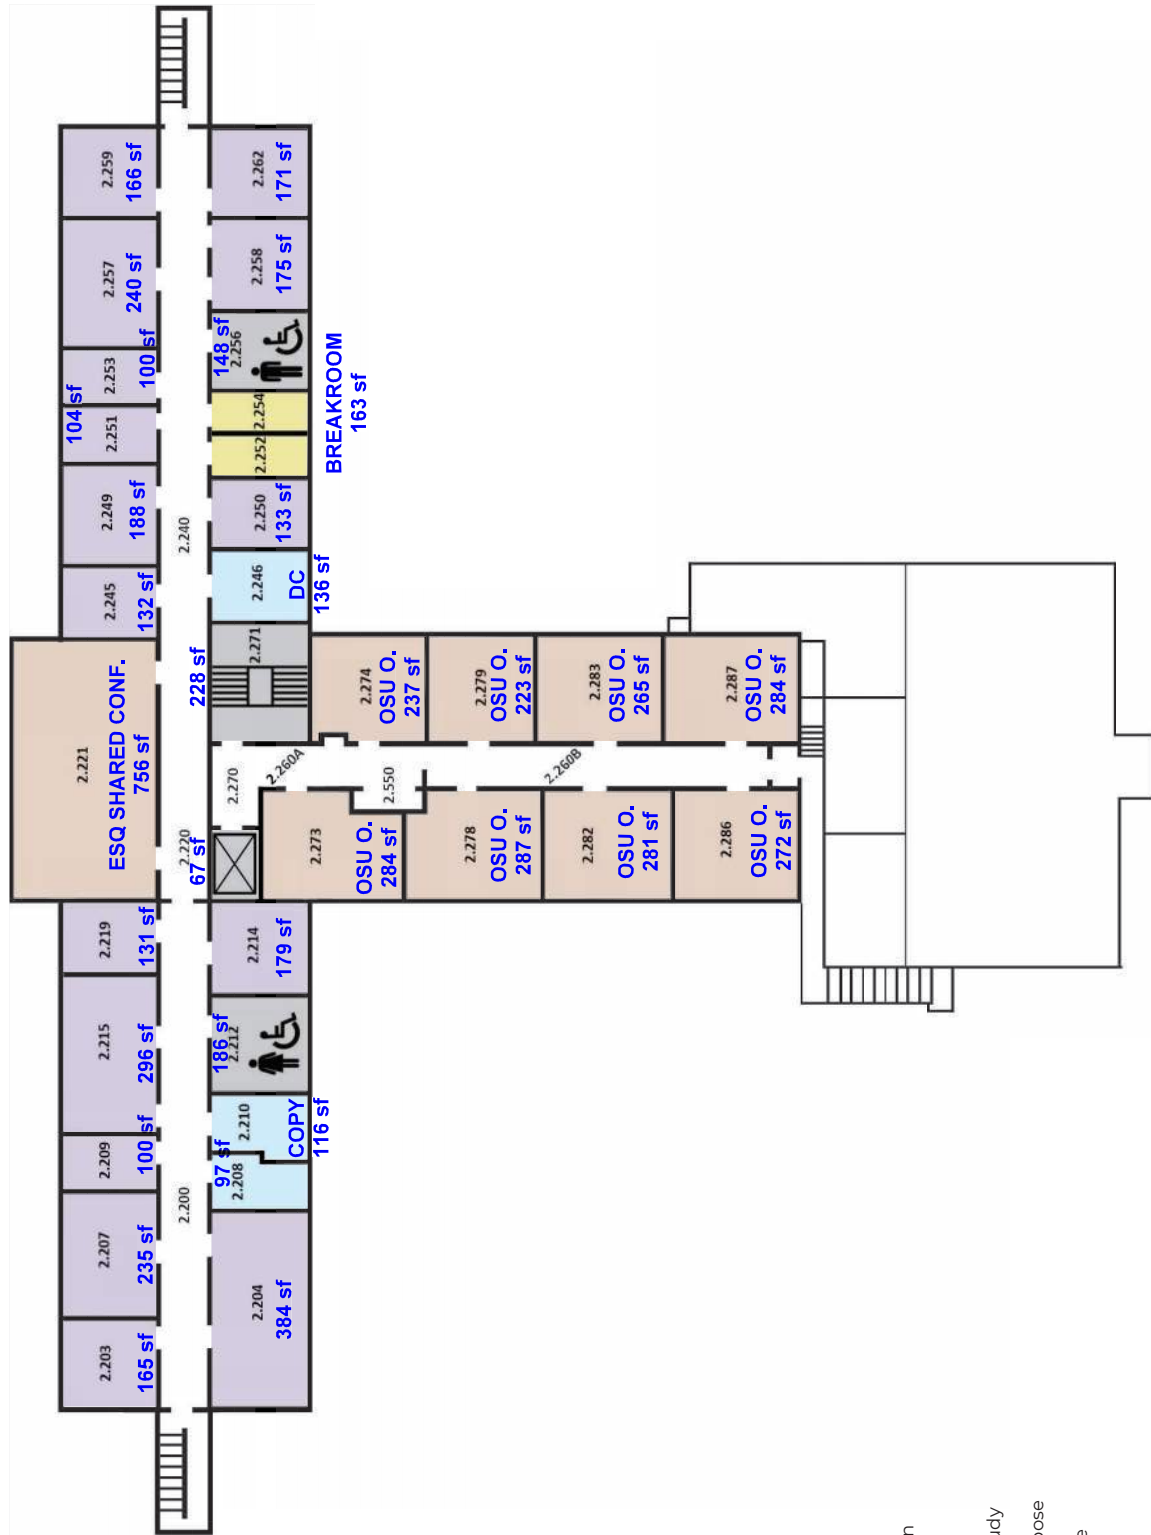 2.259
166 sf
2.257
240 sf
2.253
100 sf
104 sf
2.251
2.249
188 sf
2.245
132 sf
2.262
171 sf
2.258
175 sf
148 sf
2.256
2.254
2.252
BREAKROOM
163 sf
2.250
133 sf
2.246
DC
136 sf
2.240
2.271
228 sf
2.221
ESQ SHARED CONF.
756 sf
2.220
67 sf
2.270
2.260A
2.550
2.260B
2.274
OSU O.
237 sf
2.279
OSU O.
223 sf
2.283
OSU O.
265 sf
2.287
OSU O.
284 sf
2.273
OSU O.
284 sf
2.278
OSU O.
287 sf
2.282
OSU O.
281 sf
2.286
OSU O.
272 sf
2.219
131 sf
2.215
296 sf
2.209
100 sf
2.207
235 sf
2.203
165 sf
2.200
2.214
179 sf
186 sf
2.212
2.210
COPY
116 sf
97 sf
2.208
2.204
384 sf
n
udy
pose
e